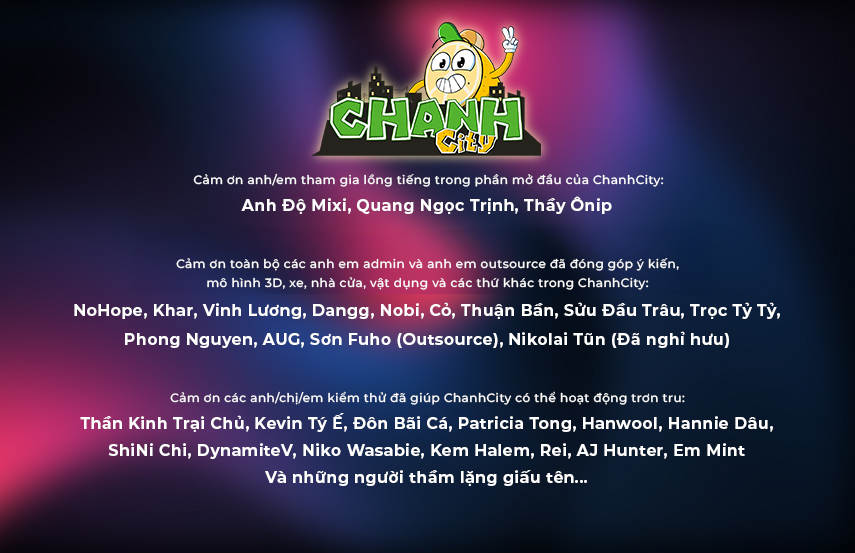 CHANH
City
Cảm ơn anh/em tham gia lồng tiếng trong phần mở đầu của ChanhCity:
Anh Độ Mixi, Quang Ngọc Trịnh, Thầy Ônip
Cảm ơn toàn bộ các anh em admin và anh em outsource đã đóng góp ý kiến,
mô hình 3D, xe, nhà cửa, vật dụng và các thứ khác trong ChanhCity:
NoHope, Khar, Vinh Lương, Dangg, Nobi, Cỏ, Thuận Bần, Sửu Đầu Trâu, Trọc Tỷ Tỷ,
Phong Nguyen, AUG, Sơn Fuho (Outsource), Nikolai Tũn (Đã nghỉ hưu)
Cảm ơn các anh/chị/em kiểm thử đã giúp ChanhCity có thể hoạt động trơn tru:
Thần Kinh Trại Chủ, Kevin Tý Ế, Đôn Bãi Cá, Patricia Tong, Hanwool, Hannie Dâu,
ShiNi Chi, DynamiteV, Niko Wasabie, Kem Halem, Rei, AJ Hunter, Em Mint
Và những người thầm lặng giấu tên...